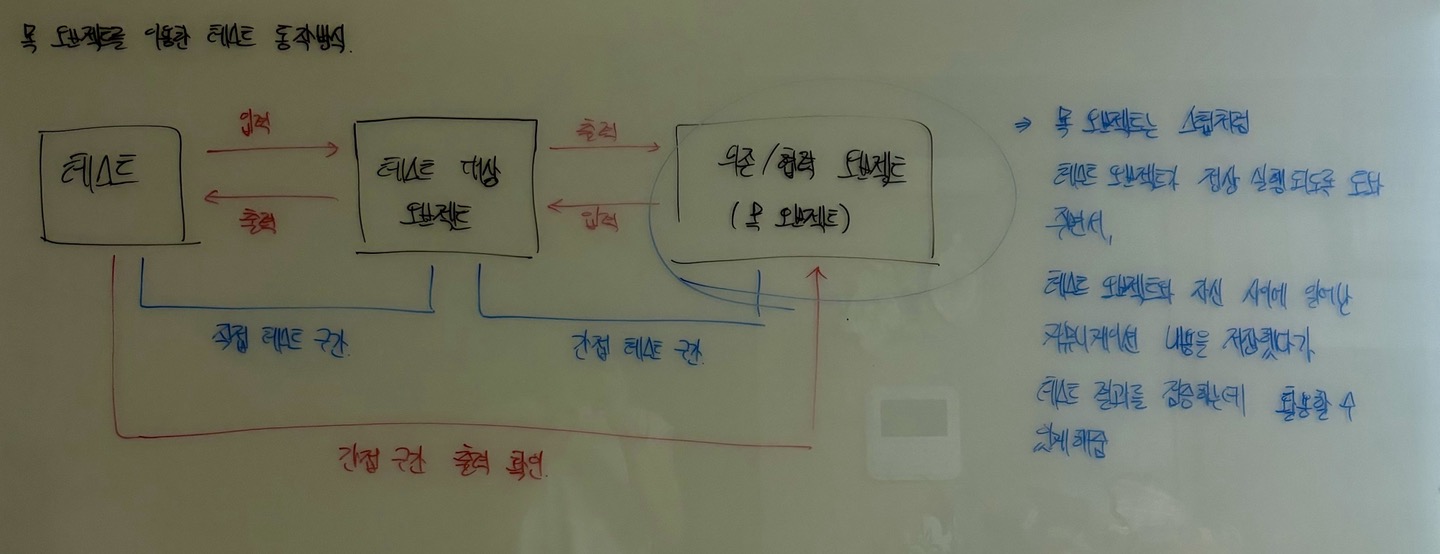 목 오브젝트를 이용한 테스트 동작방식.
입력
출력
테스트
테스트 대상
오브젝트
의존/협력 오브젝트
(목 오브젝트)
출력
입력
직접 테스트 구간.
간접 테스트 구간.
간접 구간 출력 확인.
⇒ 목 오브젝트는 스텁처럼
테스트 오브젝트가 정상 실행되도록 도와
주면서,
테스트 오브젝트와 자신 사이에 일어난
커뮤니케이션 내용을 저장했다가
테스트 결과를 검증하는데 활용할 수
있게 해줌